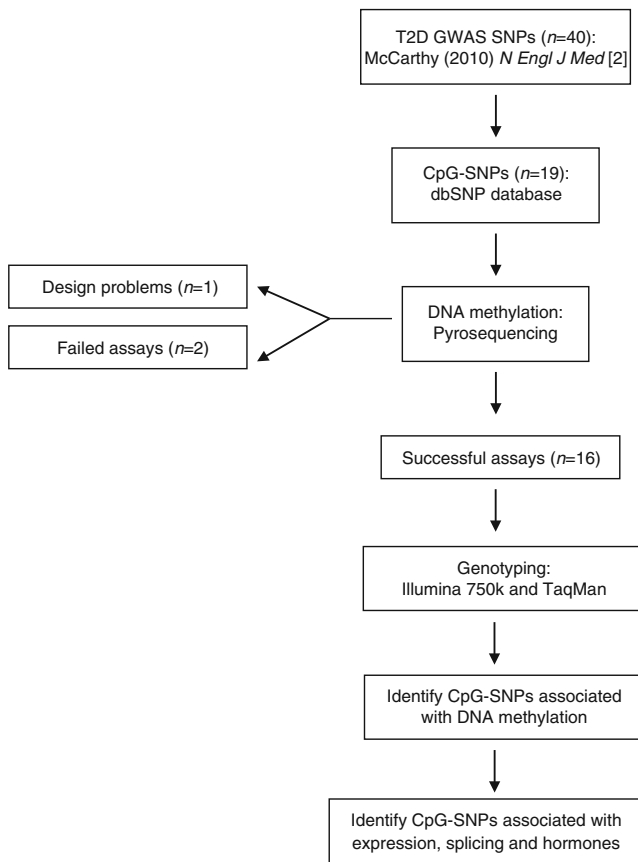 T2D GWAS SNPs (n=40):
McCarthy (2010) N Engl J Med [2]
CpG-SNPs (n=19):
dbSNP database
Design problems (n=1)
Failed assays (n=2)
DNA methylation:
Pyrosequencing
Successful assays (n=16)
Genotyping:
Illumina 750k and TaqMan
Identify CpG-SNPs associated
with DNA methylation
Identify CpG-SNPs associated with
expression, splicing and hormones